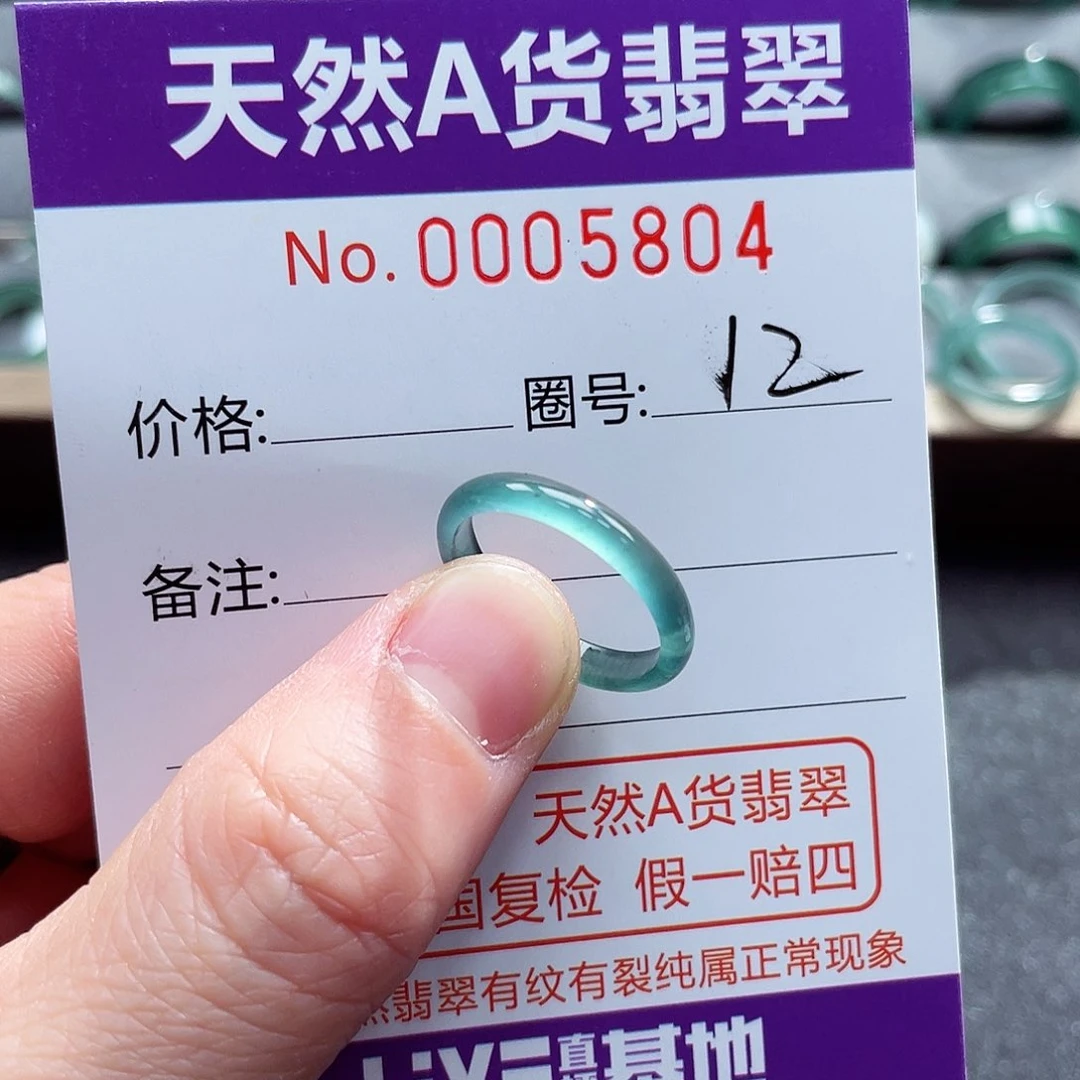 天然A货翡翠
No. 0005804
价格: 圈号: 12
备注:
天然A货翡翠
国复检 假一赔四
然翡翠有纹有裂纯属正常现象
基地